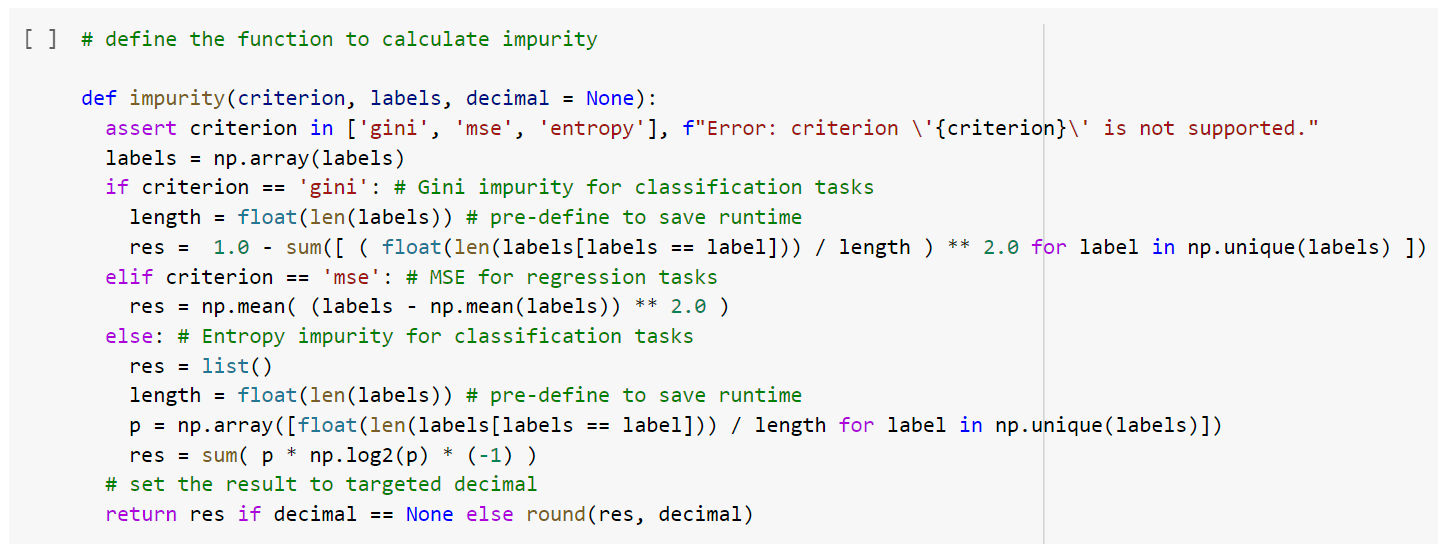 [ ] # define the function to calculate impurity
def impurity(criterion, labels, decimal = None):
  assert criterion in ['gini', 'mse', 'entropy'], f"Error: criterion \'{criterion}\' is not supported."
  labels = np.array(labels)
  if criterion == 'gini': # Gini impurity for classification tasks
    length = float(len(labels)) # pre-define to save runtime
    res =  1.0 - sum([ ( float(len(labels[labels == label])) / length ) ** 2.0 for label in np.unique(labels) ])
  elif criterion == 'mse': # MSE for regression tasks
    res = np.mean( (labels - np.mean(labels)) ** 2.0 )
  else: # Entropy impurity for classification tasks
    res = list()
    length = float(len(labels)) # pre-define to save runtime
    p = np.array([float(len(labels[labels == label])) / length for label in np.unique(labels)])
    res = sum( p * np.log2(p) * (-1) )
  # set the result to targeted decimal
  return res if decimal == None else round(res, decimal)